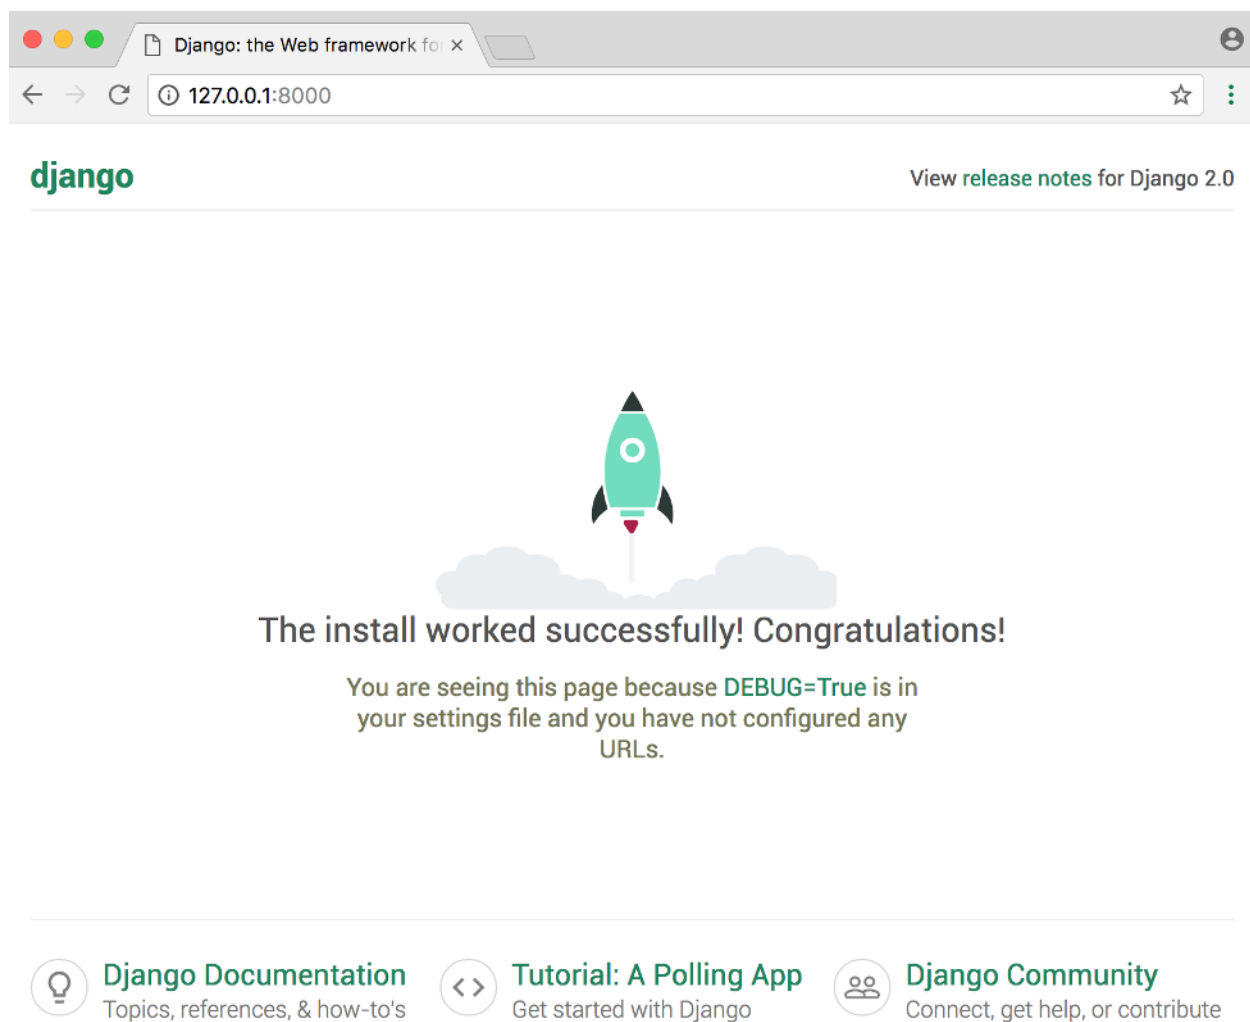 Django: the Web framework for
127.0.0.1:8000
django
View release notes for Django 2.0
The install worked successfully! Congratulations!
You are seeing this page because DEBUG=True is in
your settings file and you have not configured any
URLs.
Django Documentation
Topics, references, & how-to's
Tutorial: A Polling App
Get started with Django
Django Community
Connect, get help, or contribute